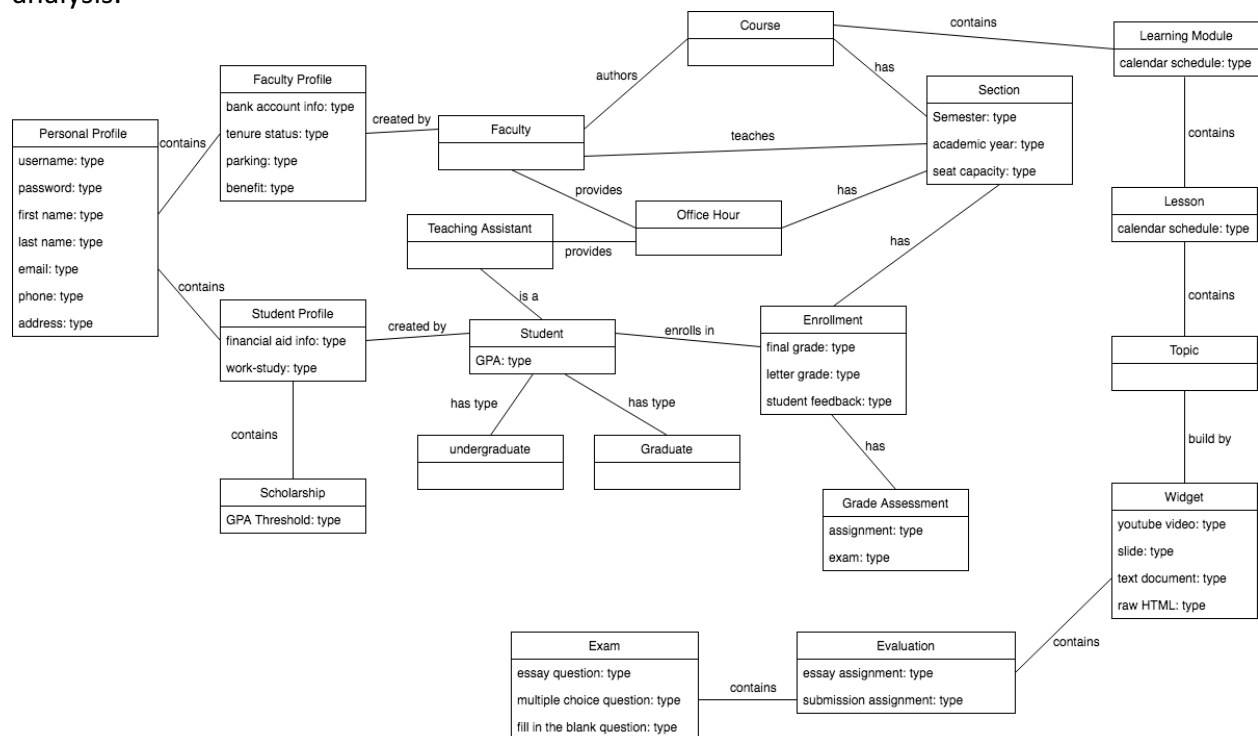 analysis.
Course
contains
Learning Module
calendar schedule: type
authors
has
Faculty Profile
bank account info: type
tenure status: type
parking: type
benefit: type
Section
Semester: type
academic year: type
seat capacity: type
Personal Profile
username: type
password: type
first name: type
last name: type
email: type
phone: type
address: type
contains
created by
Faculty
teaches
contains
provides
has
Office Hour
Lesson
calendar schedule: type
Teaching Assistant
provides
has
is a
contains
contains
Student Profile
financial aid info: type
work-study: type
created by
Student
GPA: type
enrolls in
Enrollment
final grade: type
letter grade: type
student feedback: type
Topic
has type
has type
contains
undergraduate
Graduate
has
build by
Scholarship
GPA Threshold: type
Grade Assessment
assignment: type
exam: type
Widget
youtube video: type
slide: type
text document: type
raw HTML: type
contains
Exam
essay question: type
multiple choice question: type
fill in the blank question: type
contains
Evaluation
essay assignment: type
submission assignment: type